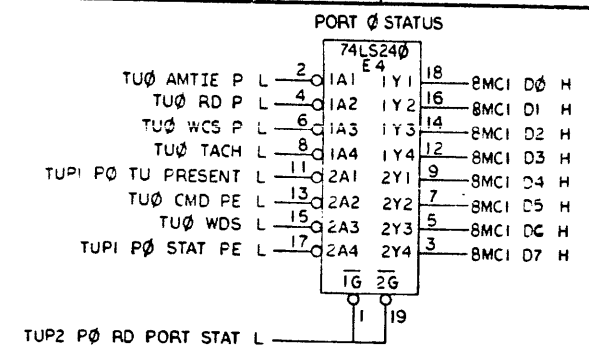 PORT Ø STATUS
74LS24Ø
E4
TUØ AMTIE P L 2 1A1 1Y1 18 8MC1 DØ H
TUØ RD P L 4 1A2 1Y2 16 8MC1 D1 H
TUØ WCS P L 6 1A3 1Y3 14 8MC1 D2 H
TUØ TACH L 8 1A4 1Y4 12 8MC1 D3 H
TUP1 PØ TU PRESENT L 11 2A1 2Y1 9 8MC1 D4 H
TUØ CMD PE L 13 2A2 2Y2 7 8MC1 D5 H
TUØ WDS L 15 2A3 2Y3 5 8MC1 D6 H
TUP1 PØ STAT PE L 17 2A4 2Y4 3 8MC1 D7 H
1G 2G
1 19
TUP2 PØ RD PORT STAT L